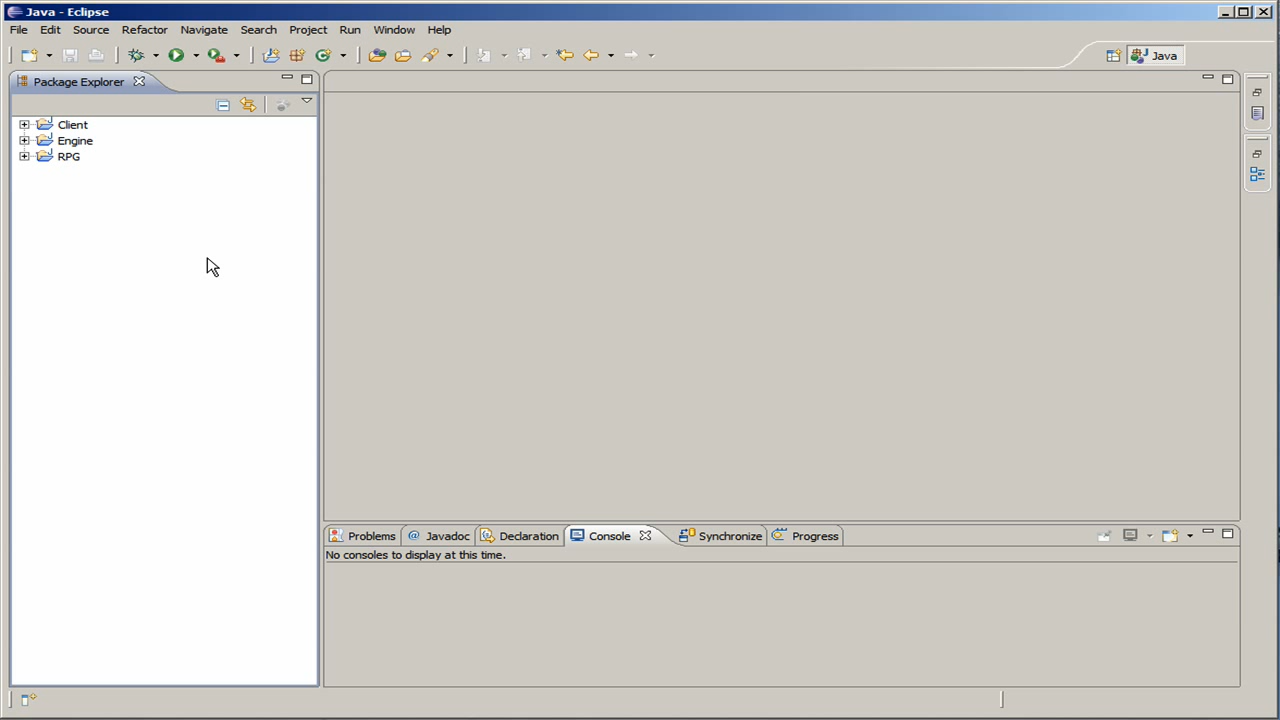 Java - Eclipse
File Edit Source Refactor Navigate Search Project Run Window Help
Java
Package Explorer
Client
Engine
RPG
Problems Javadoc Declaration Console Synchronize Progress
No consoles to display at this time.